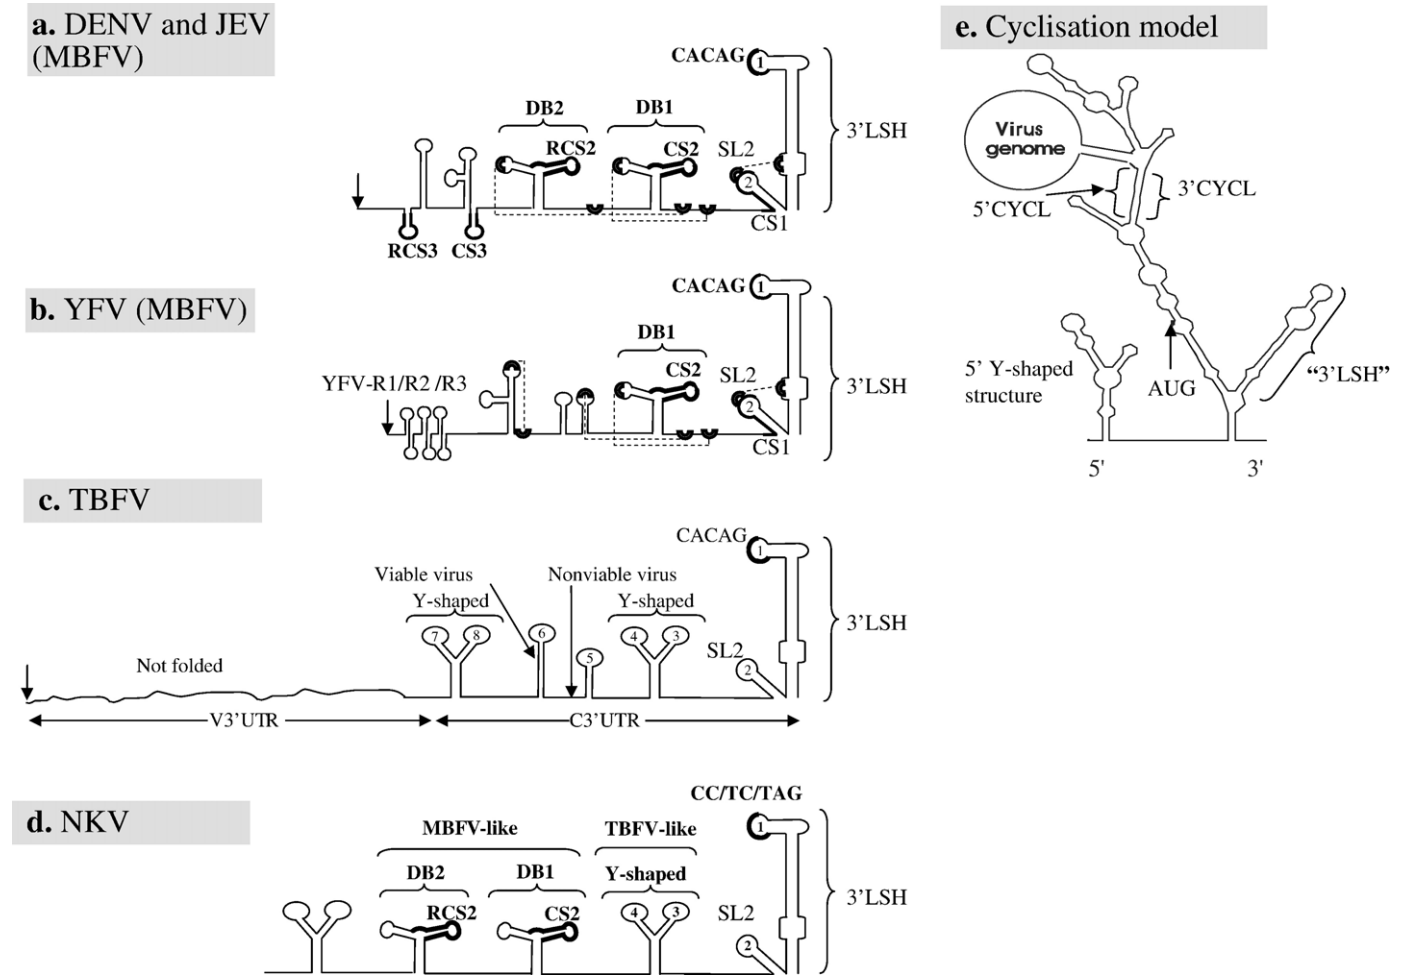 a. DENV and JEV
(MBFV)
CACAG
1
DB2
DB1
RCS2
CS2
SL2
2
3’LSH
CS1
RCS3
CS3
b. YFV (MBFV)
CACAG
1
DB1
CS2
SL2
2
YFV-R1/R2 /R3
3’LSH
CS1
c. TBFV
CACAG
1
Viable virus
Nonviable virus
Y-shaped
Y-shaped
7
8
6
5
4
3
SL2
2
3’LSH
Not folded
V3’UTR
C3’UTR
d. NKV
CC/TC/TAG
1
MBFV-like
TBFV-like
DB2
DB1
Y-shaped
RCS2
CS2
4
3
SL2
2
3’LSH
e. Cyclisation model
Virus
genome
3’CYCL
5’CYCL
5’ Y-shaped
structure
AUG
“3’LSH”
5'
3'